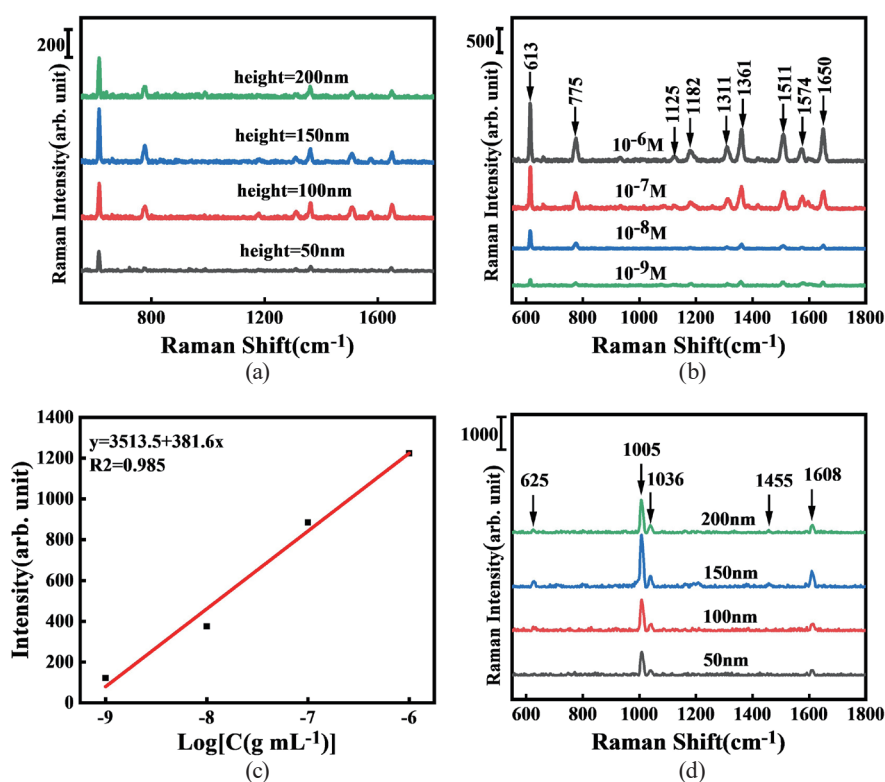 200
height=200nm
height=150nm
height=100nm
height=50nm
Raman Intensity(arb. unit)
800
1200
1600
Raman Shift(cm⁻¹)
(a)
500
613
775
1125
1182
1311
1361
1511
1574
1650
10⁻⁶M
10⁻⁷M
10⁻⁸M
10⁻⁹M
Raman Intensity(arb. unit)
600
800
1000
1200
1400
1600
1800
Raman Shift(cm⁻¹)
(b)
y=3513.5+381.6x
R2=0.985
1400
1200
1000
800
600
400
200
0
Intensity(arb. unit)
-9
-8
-7
-6
Log[C(g mL⁻¹)]
(c)
1000
1005
625
1036
1455
1608
200nm
150nm
100nm
50nm
Raman Intensity(arb. unit)
600
800
1000
1200
1400
1600
1800
Raman Shift(cm⁻¹)
(d)